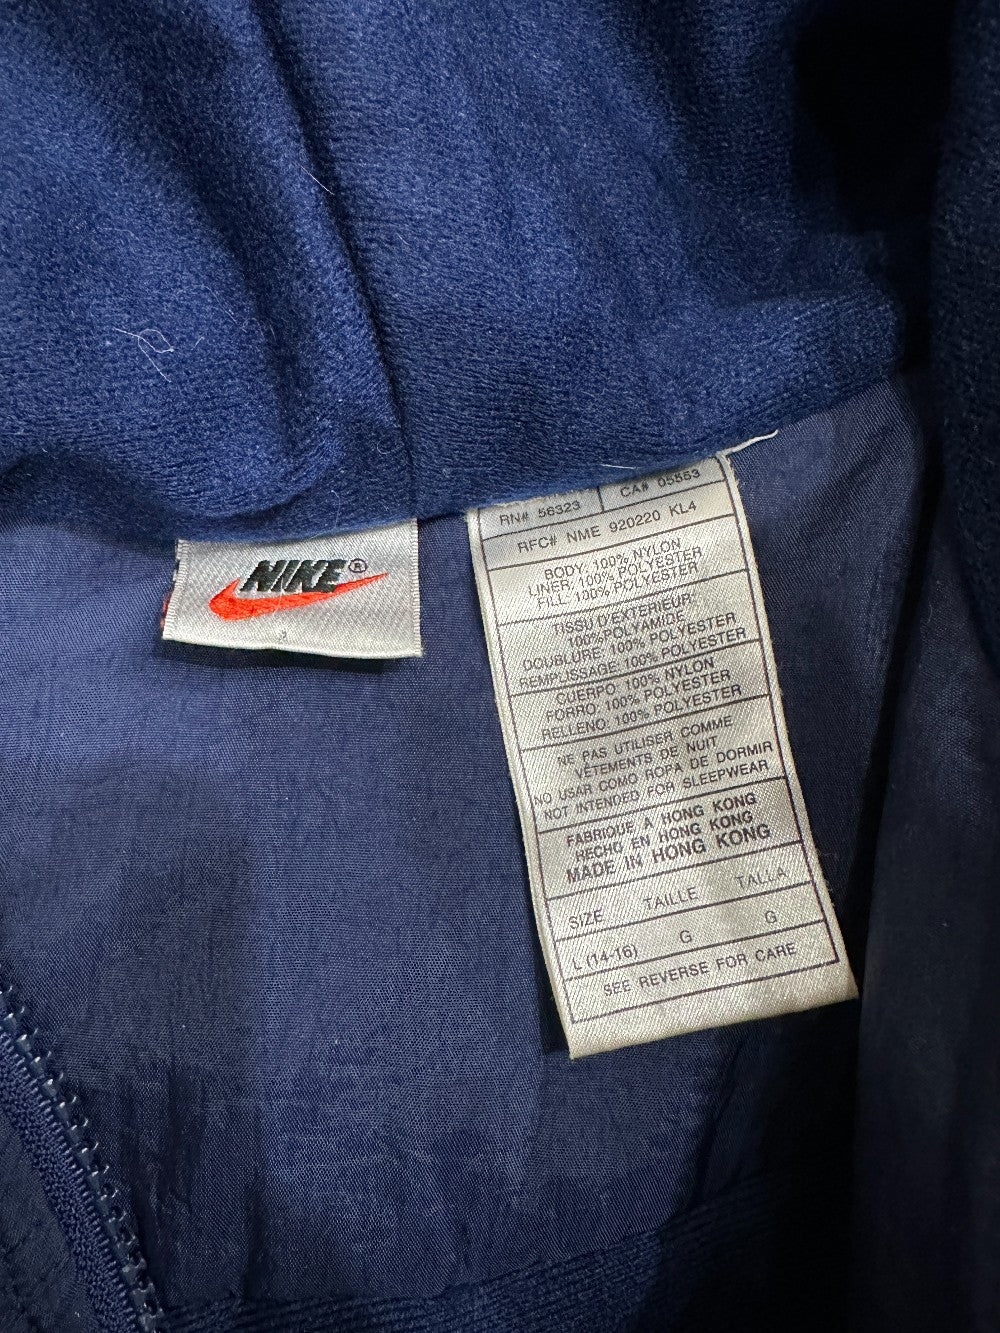 NIKE®
RN# 56323 CA# 05553
RFC# NME 920220 KL4
BODY: 100% NYLON
LINER: 100% POLYESTER
FILL: 100% POLYESTER
TISSU D'EXTERIEUR:
100%POLYAMIDE
DOUBLURE: 100% POLYESTER
REMPLISSAGE: 100% POLYESTER
CUERPO: 100% NYLON
FORRO: 100% POLYESTER
RELLENO: 100% POLYESTER
NE PAS UTILISER COMME
VÊTEMENTS DE NUIT
NO USAR COMO ROPA DE DORMIR
NOT INTENDED FOR SLEEPWEAR
FABRIQUÉ À HONG KONG
HECHO EN HONG KONG
MADE IN HONG KONG
SIZE TAILLE TALLA
L (14-16) G G
SEE REVERSE FOR CARE